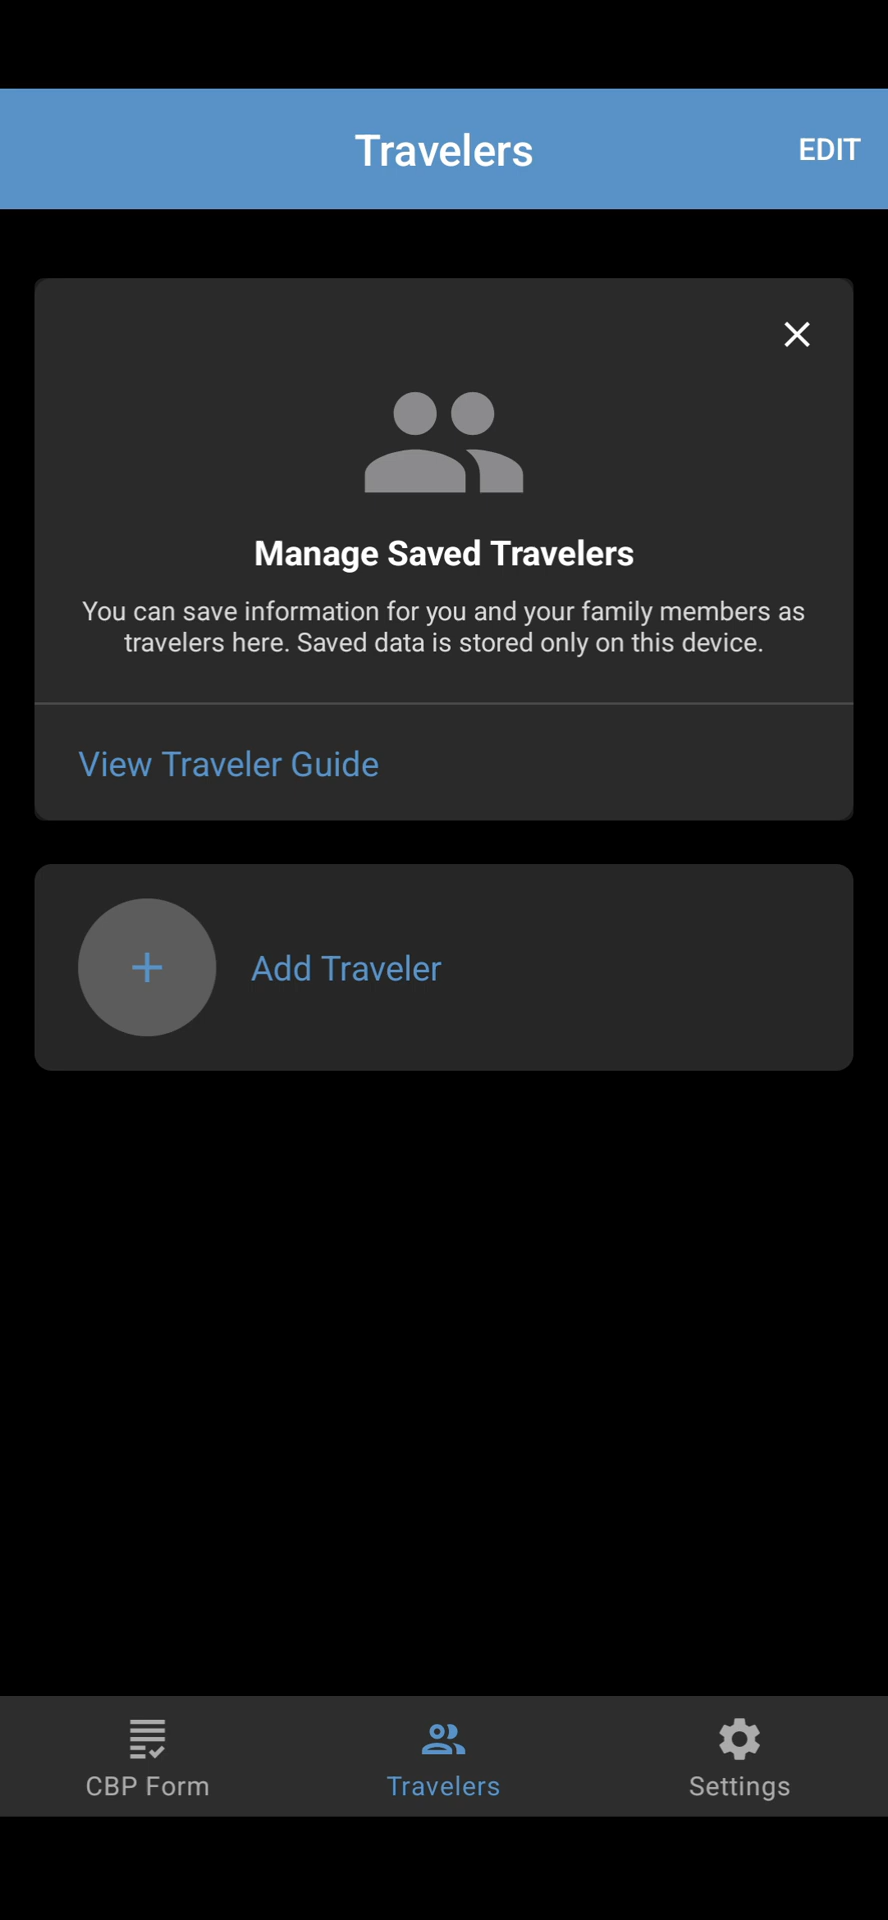 Travelers
EDIT
Manage Saved Travelers
You can save information for you and your family members as
travelers here. Saved data is stored only on this device.
View Traveler Guide
Add Traveler
CBP Form
Travelers
Settings